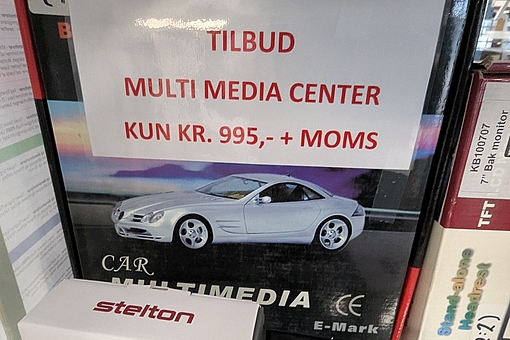 TILBUD
MULTI MEDIA CENTER
KUN KR. 995,- + MOMS
CAR
MULTIMEDIA
E-Mark
stelton
KB100707
7" Bak monitor
TFT
Stand-alone
Headrest